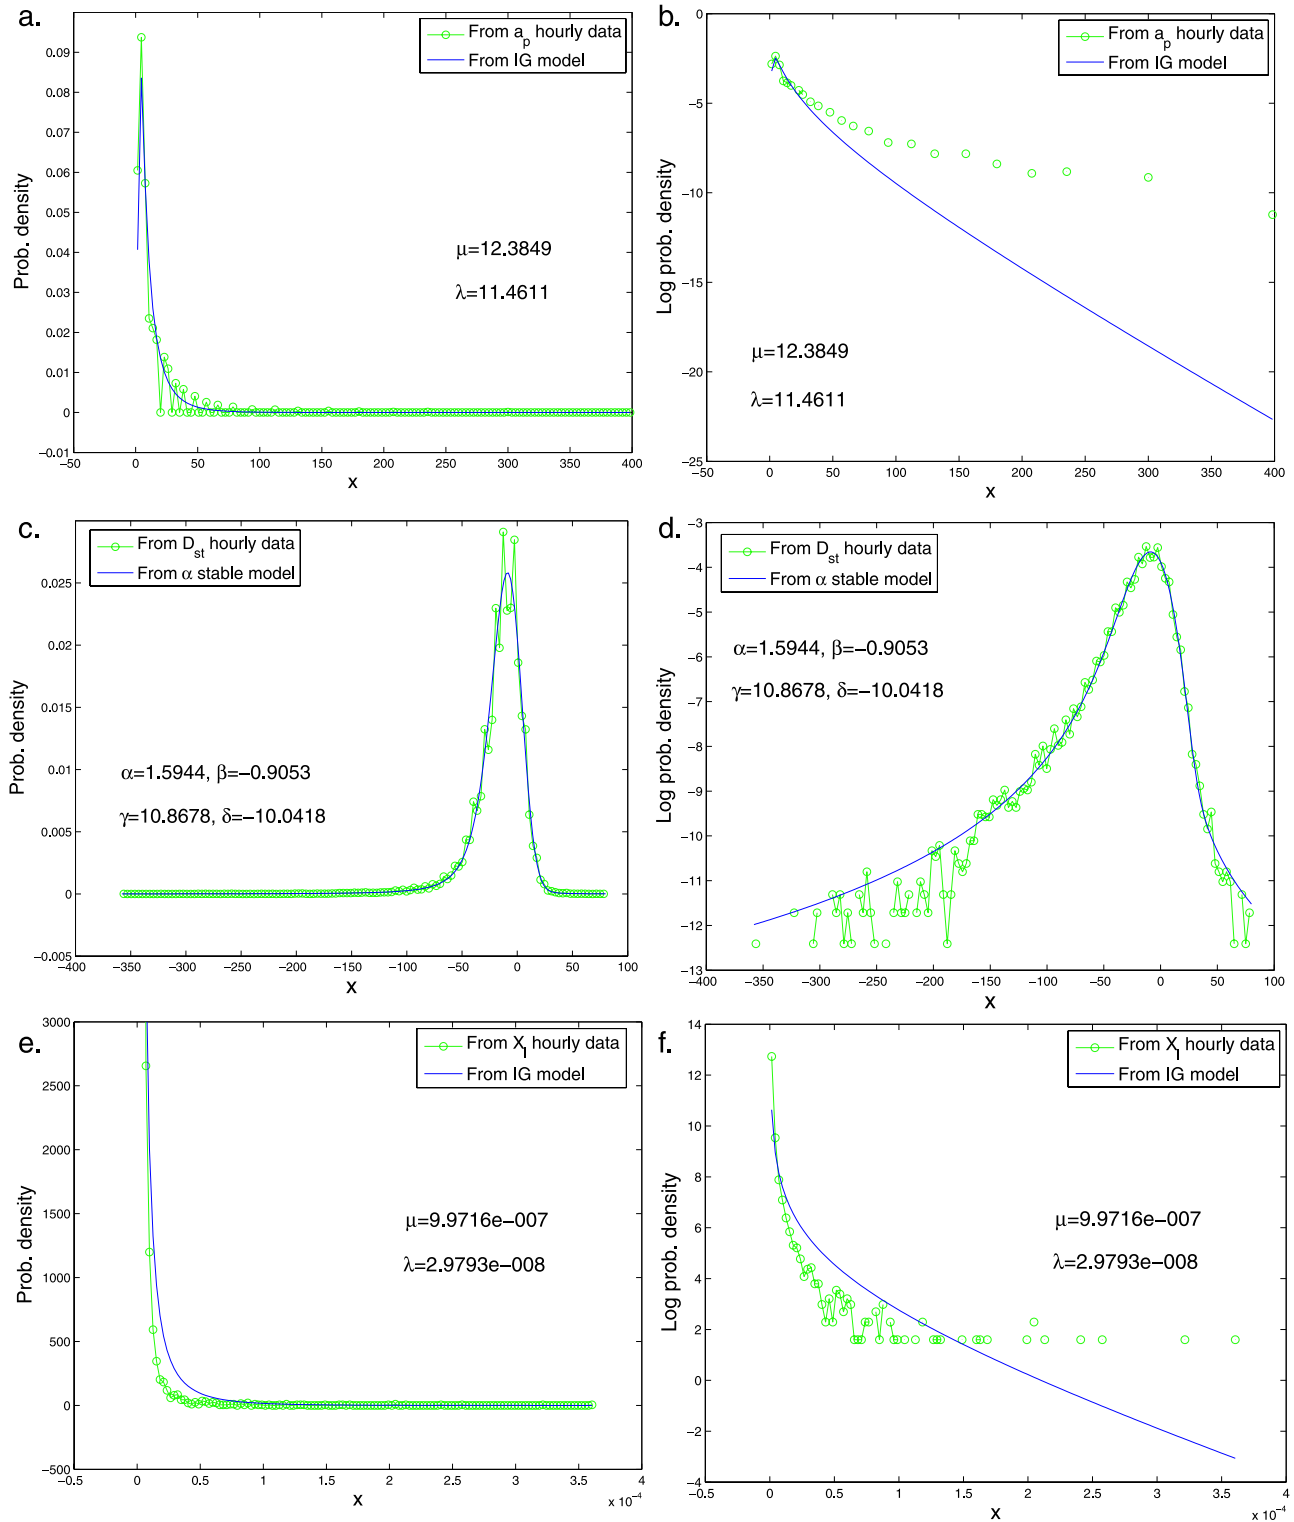 a.
From a_p hourly data
From IG model
0.09
0.08
0.07
0.06
0.05
0.04
0.03
0.02
0.01
0
−0.01
Prob. density
μ=12.3849
λ=11.4611
−50 0 50 100 150 200 250 300 350 400
x
b.
From a_p hourly data
From IG model
0
−5
−10
−15
−20
−25
Log prob. density
μ=12.3849
λ=11.4611
−50 0 50 100 150 200 250 300 350 400
x
c.
From D_st hourly data
From α stable model
0.025
0.02
0.015
0.01
0.005
0
−0.005
Prob. density
α=1.5944, β=−0.9053
γ=10.8678, δ=−10.0418
−400 −350 −300 −250 −200 −150 −100 −50 0 50 100
x
d.
From D_st hourly data
From α stable model
−3
−4
−5
−6
−7
−8
−9
−10
−11
−12
−13
Log prob. density
α=1.5944, β=−0.9053
γ=10.8678, δ=−10.0418
−400 −350 −300 −250 −200 −150 −100 −50 0 50 100
x
e.
From X_l hourly data
From IG model
3000
2500
2000
1500
1000
500
0
−500
Prob. density
μ=9.9716e−007
λ=2.9793e−008
−0.5 0 0.5 1 1.5 2 2.5 3 3.5 4
x
x 10^−4
f.
From X_l hourly data
From IG model
14
12
10
8
6
4
2
0
−2
−4
Log prob. density
μ=9.9716e−007
λ=2.9793e−008
−0.5 0 0.5 1 1.5 2 2.5 3 3.5 4
x
x 10^−4